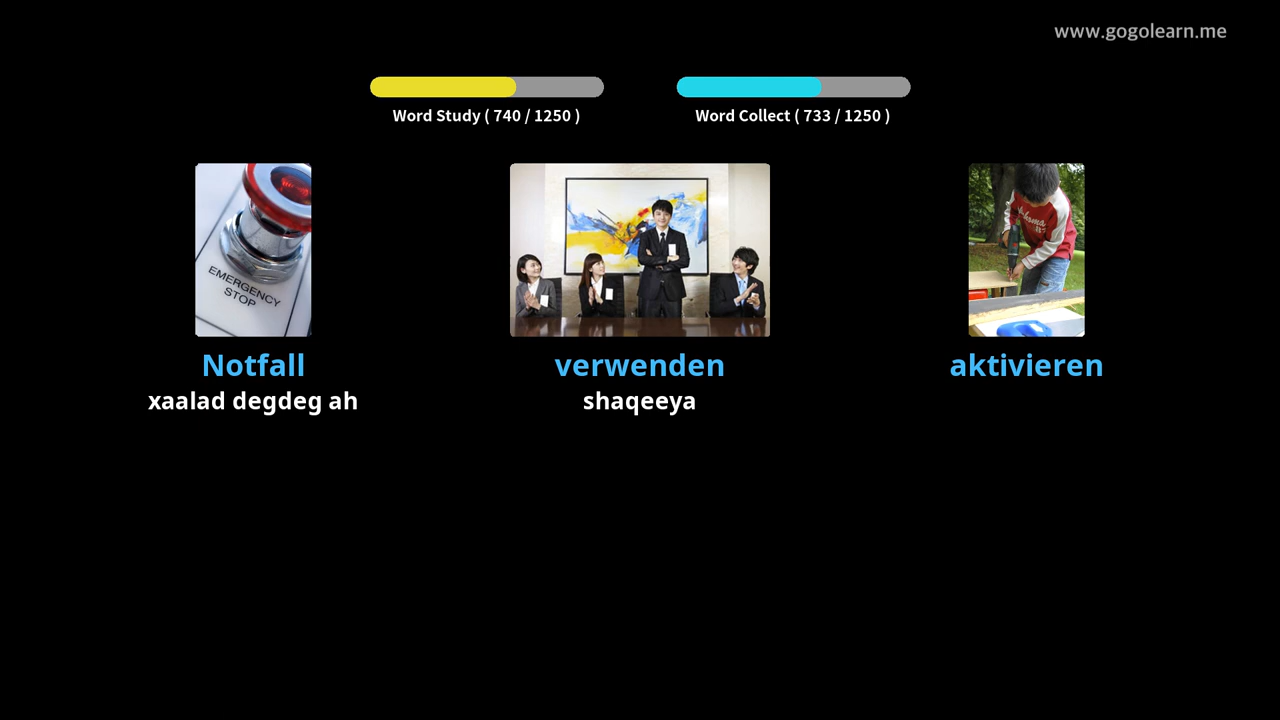 www.gogolearn.me
Word Study ( 740 / 1250 )
Word Collect ( 733 / 1250 )
EMERGENCY
STOP
Notfall
xaalad degdeg ah
verwenden
shaqeeya
aktivieren